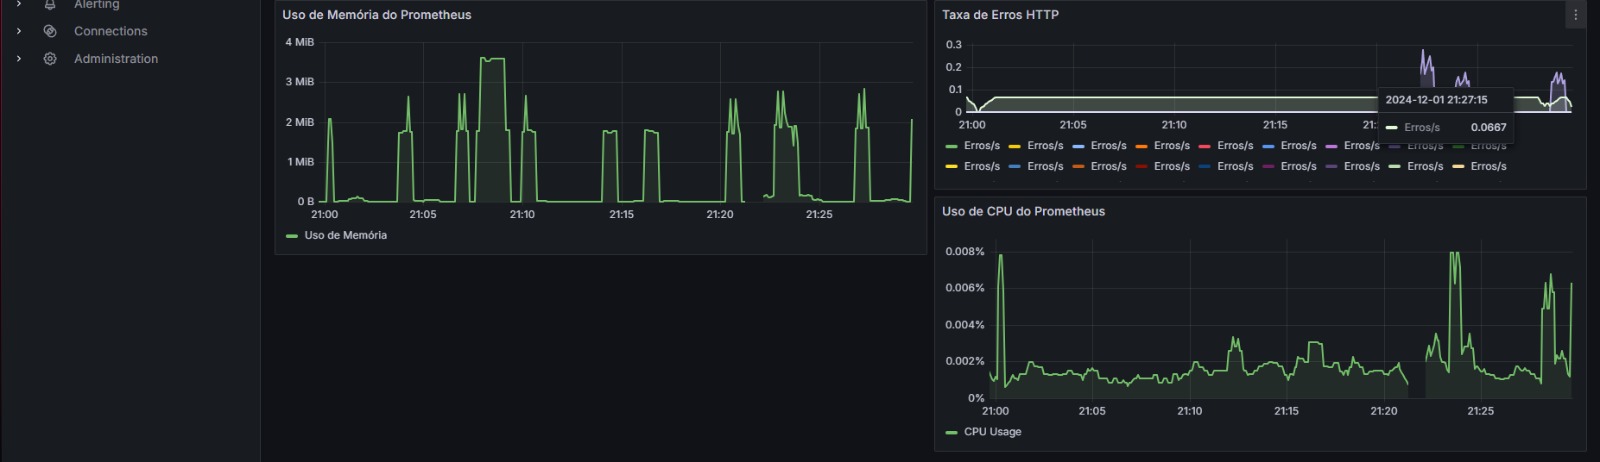 Alerting
Connections
Administration
Uso de Memória do Prometheus
4 MiB
3 MiB
2 MiB
1 MiB
0 B
21:00 21:05 21:10 21:15 21:20 21:25
Uso de Memória
Taxa de Erros HTTP
0.3
0.2
0.1
0
21:00 21:05 21:10 21:15 21:
2024-12-01 21:27:15
Erros/s 0.0667
Erros/s Erros/s Erros/s Erros/s Erros/s Erros/s Erros/s Erros/s Erros/s
Erros/s Erros/s Erros/s Erros/s Erros/s Erros/s Erros/s Erros/s Erros/s
Uso de CPU do Prometheus
0.008%
0.006%
0.004%
0.002%
0%
21:00 21:05 21:10 21:15 21:20 21:25
CPU Usage